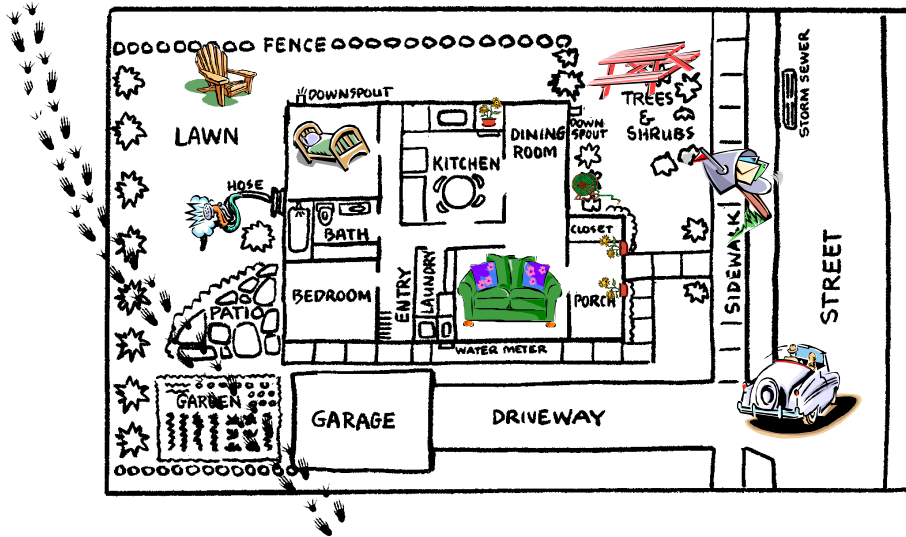 FENCE
STORM SEWER
DOWNSPOUT
TREES
&
SHRUBS
DOWN
SPOUT
LAWN
DINING
ROOM
KITCHEN
HOSE
BATH
CLOSET
SIDEWALK
STREET
BEDROOM
ENTRY
LAUNDRY
PORCH
PATIO
WATER METER
GARDEN
GARAGE
DRIVEWAY